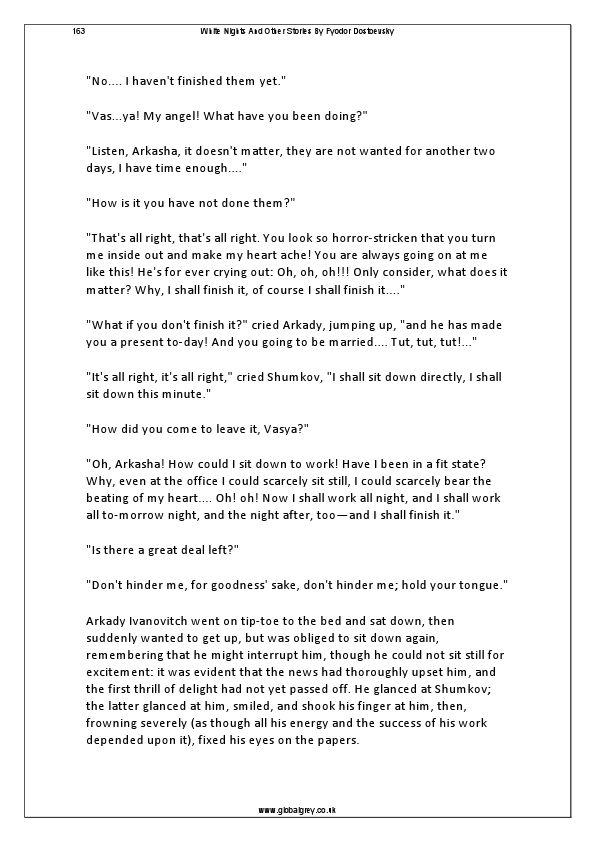 163 White Nights And Other Stories By Fyodor Dostoevsky
"No.... I haven't finished them yet."
"Vas...ya! My angel! What have you been doing?"
"Listen, Arkasha, it doesn't matter, they are not wanted for another two
days, I have time enough...."
"How is it you have not done them?"
"That's all right, that's all right. You look so horror-stricken that you turn
me inside out and make my heart ache! You are always going on at me
like this! He's for ever crying out: Oh, oh, oh!!! Only consider, what does it
matter? Why, I shall finish it, of course I shall finish it...."
"What if you don't finish it?" cried Arkady, jumping up, "and he has made
you a present to-day! And you going to be married.... Tut, tut, tut!..."
"It's all right, it's all right," cried Shumkov, "I shall sit down directly, I shall
sit down this minute."
"How did you come to leave it, Vasya?"
"Oh, Arkasha! How could I sit down to work! Have I been in a fit state?
Why, even at the office I could scarcely sit still, I could scarcely bear the
beating of my heart.... Oh! oh! Now I shall work all night, and I shall work
all to-morrow night, and the night after, too—and I shall finish it."
"Is there a great deal left?"
"Don't hinder me, for goodness' sake, don't hinder me; hold your tongue."
Arkady Ivanovitch went on tip-toe to the bed and sat down, then
suddenly wanted to get up, but was obliged to sit down again,
remembering that he might interrupt him, though he could not sit still for
excitement: it was evident that the news had thoroughly upset him, and
the first thrill of delight had not yet passed off. He glanced at Shumkov;
the latter glanced at him, smiled, and shook his finger at him, then,
frowning severely (as though all his energy and the success of his work
depended upon it), fixed his eyes on the papers.
www.globalgrey.co.uk